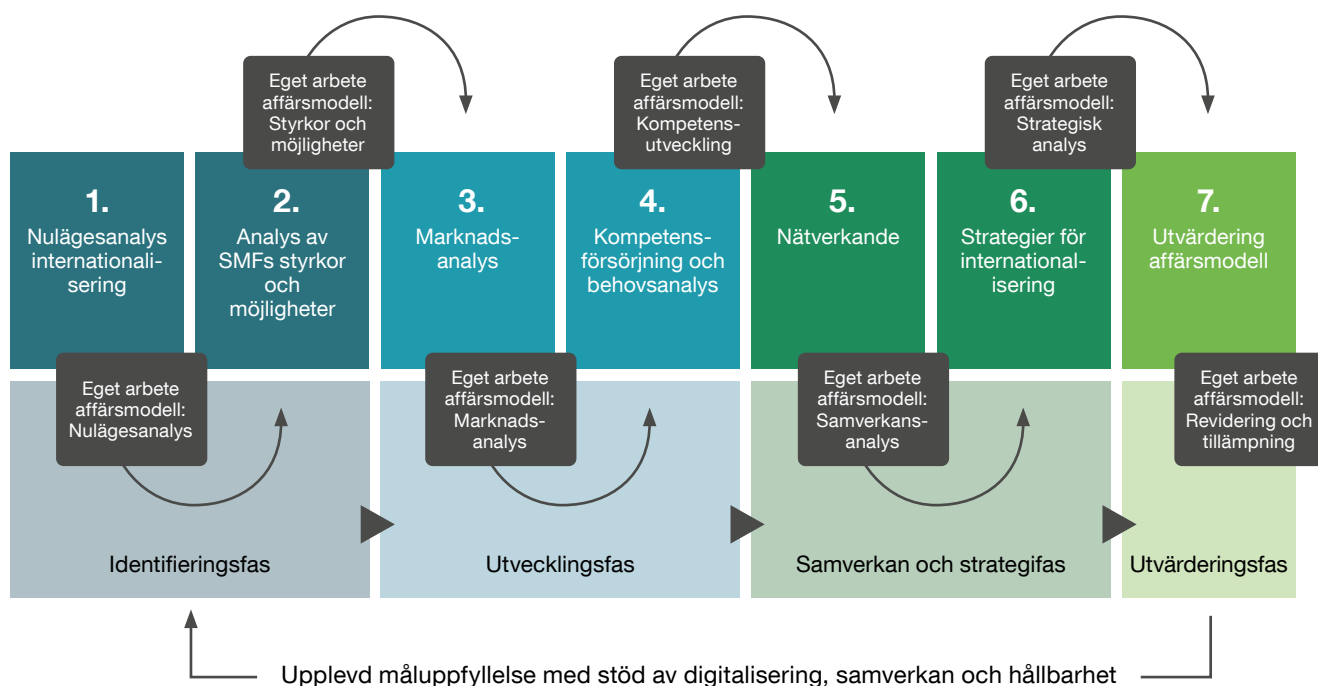 Eget arbete
affärsmodell:
Styrkor och
möjligheter
Eget arbete
affärsmodell:
Kompetens-
utveckling
Eget arbete
affärsmodell:
Strategisk
analys
1.
Nulägesanalys
internationali-
sering
2.
Analys av
SMFs styrkor
och
möjligheter
3.
Marknads-
analys
4.
Kompetens-
försörjning och
behovsanalys
5.
Nätverkande
6.
Strategier för
international-
isering
7.
Utvärdering
affärsmodell
Eget arbete
affärsmodell:
Nulägesanalys
Eget arbete
affärsmodell:
Marknads-
analys
Eget arbete
affärsmodell:
Samverkans-
analys
Eget arbete
affärsmodell:
Revidering och
tillämpning
Identifieringsfas
Utvecklingsfas
Samverkan och strategifas
Utvärderingsfas
Upplevd måluppfyllelse med stöd av digitalisering, samverkan och hållbarhet